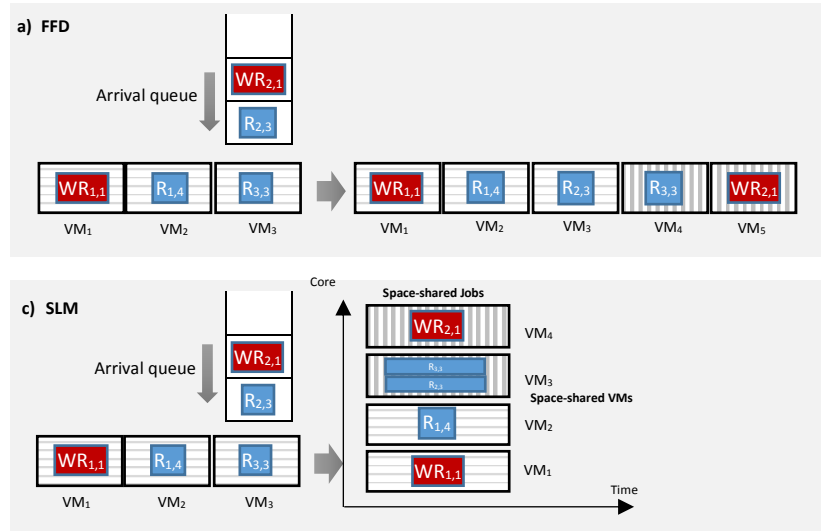 a) FFD
WR2,1
Arrival queue
R2,3
WR1,1 R1,4 R3,3 WR1,1 R1,4 R2,3 R3,3 WR2,1
VM1 VM2 VM3 VM1 VM2 VM3 VM4 VM5
c) SLM
Core
Space-shared Jobs
WR2,1
VM4
WR2,1
Arrival queue
R3,3
R2,3
VM3
R2,3
Space-shared VMs
R1,4
VM2
WR1,1 R1,4 R3,3
WR1,1
VM1
VM1 VM2 VM3
Time